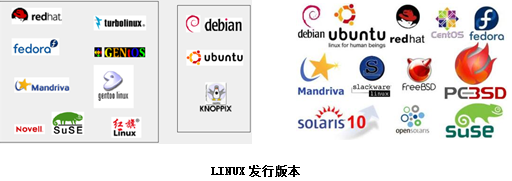 redhat.
turbolinux.
fedora
GENTOS
Mandriva
gentoo linux
Novell
SuSE
红旗
Linux
debian
ubuntu
KNOPPIX
debian
ubuntu
linux for human beings
redhat
CentOS
fedora
Mandriva
slackware
linux
FreeBSD
PCBSD
solaris 10
opensolaris
SUSE
LINUX 发行版本